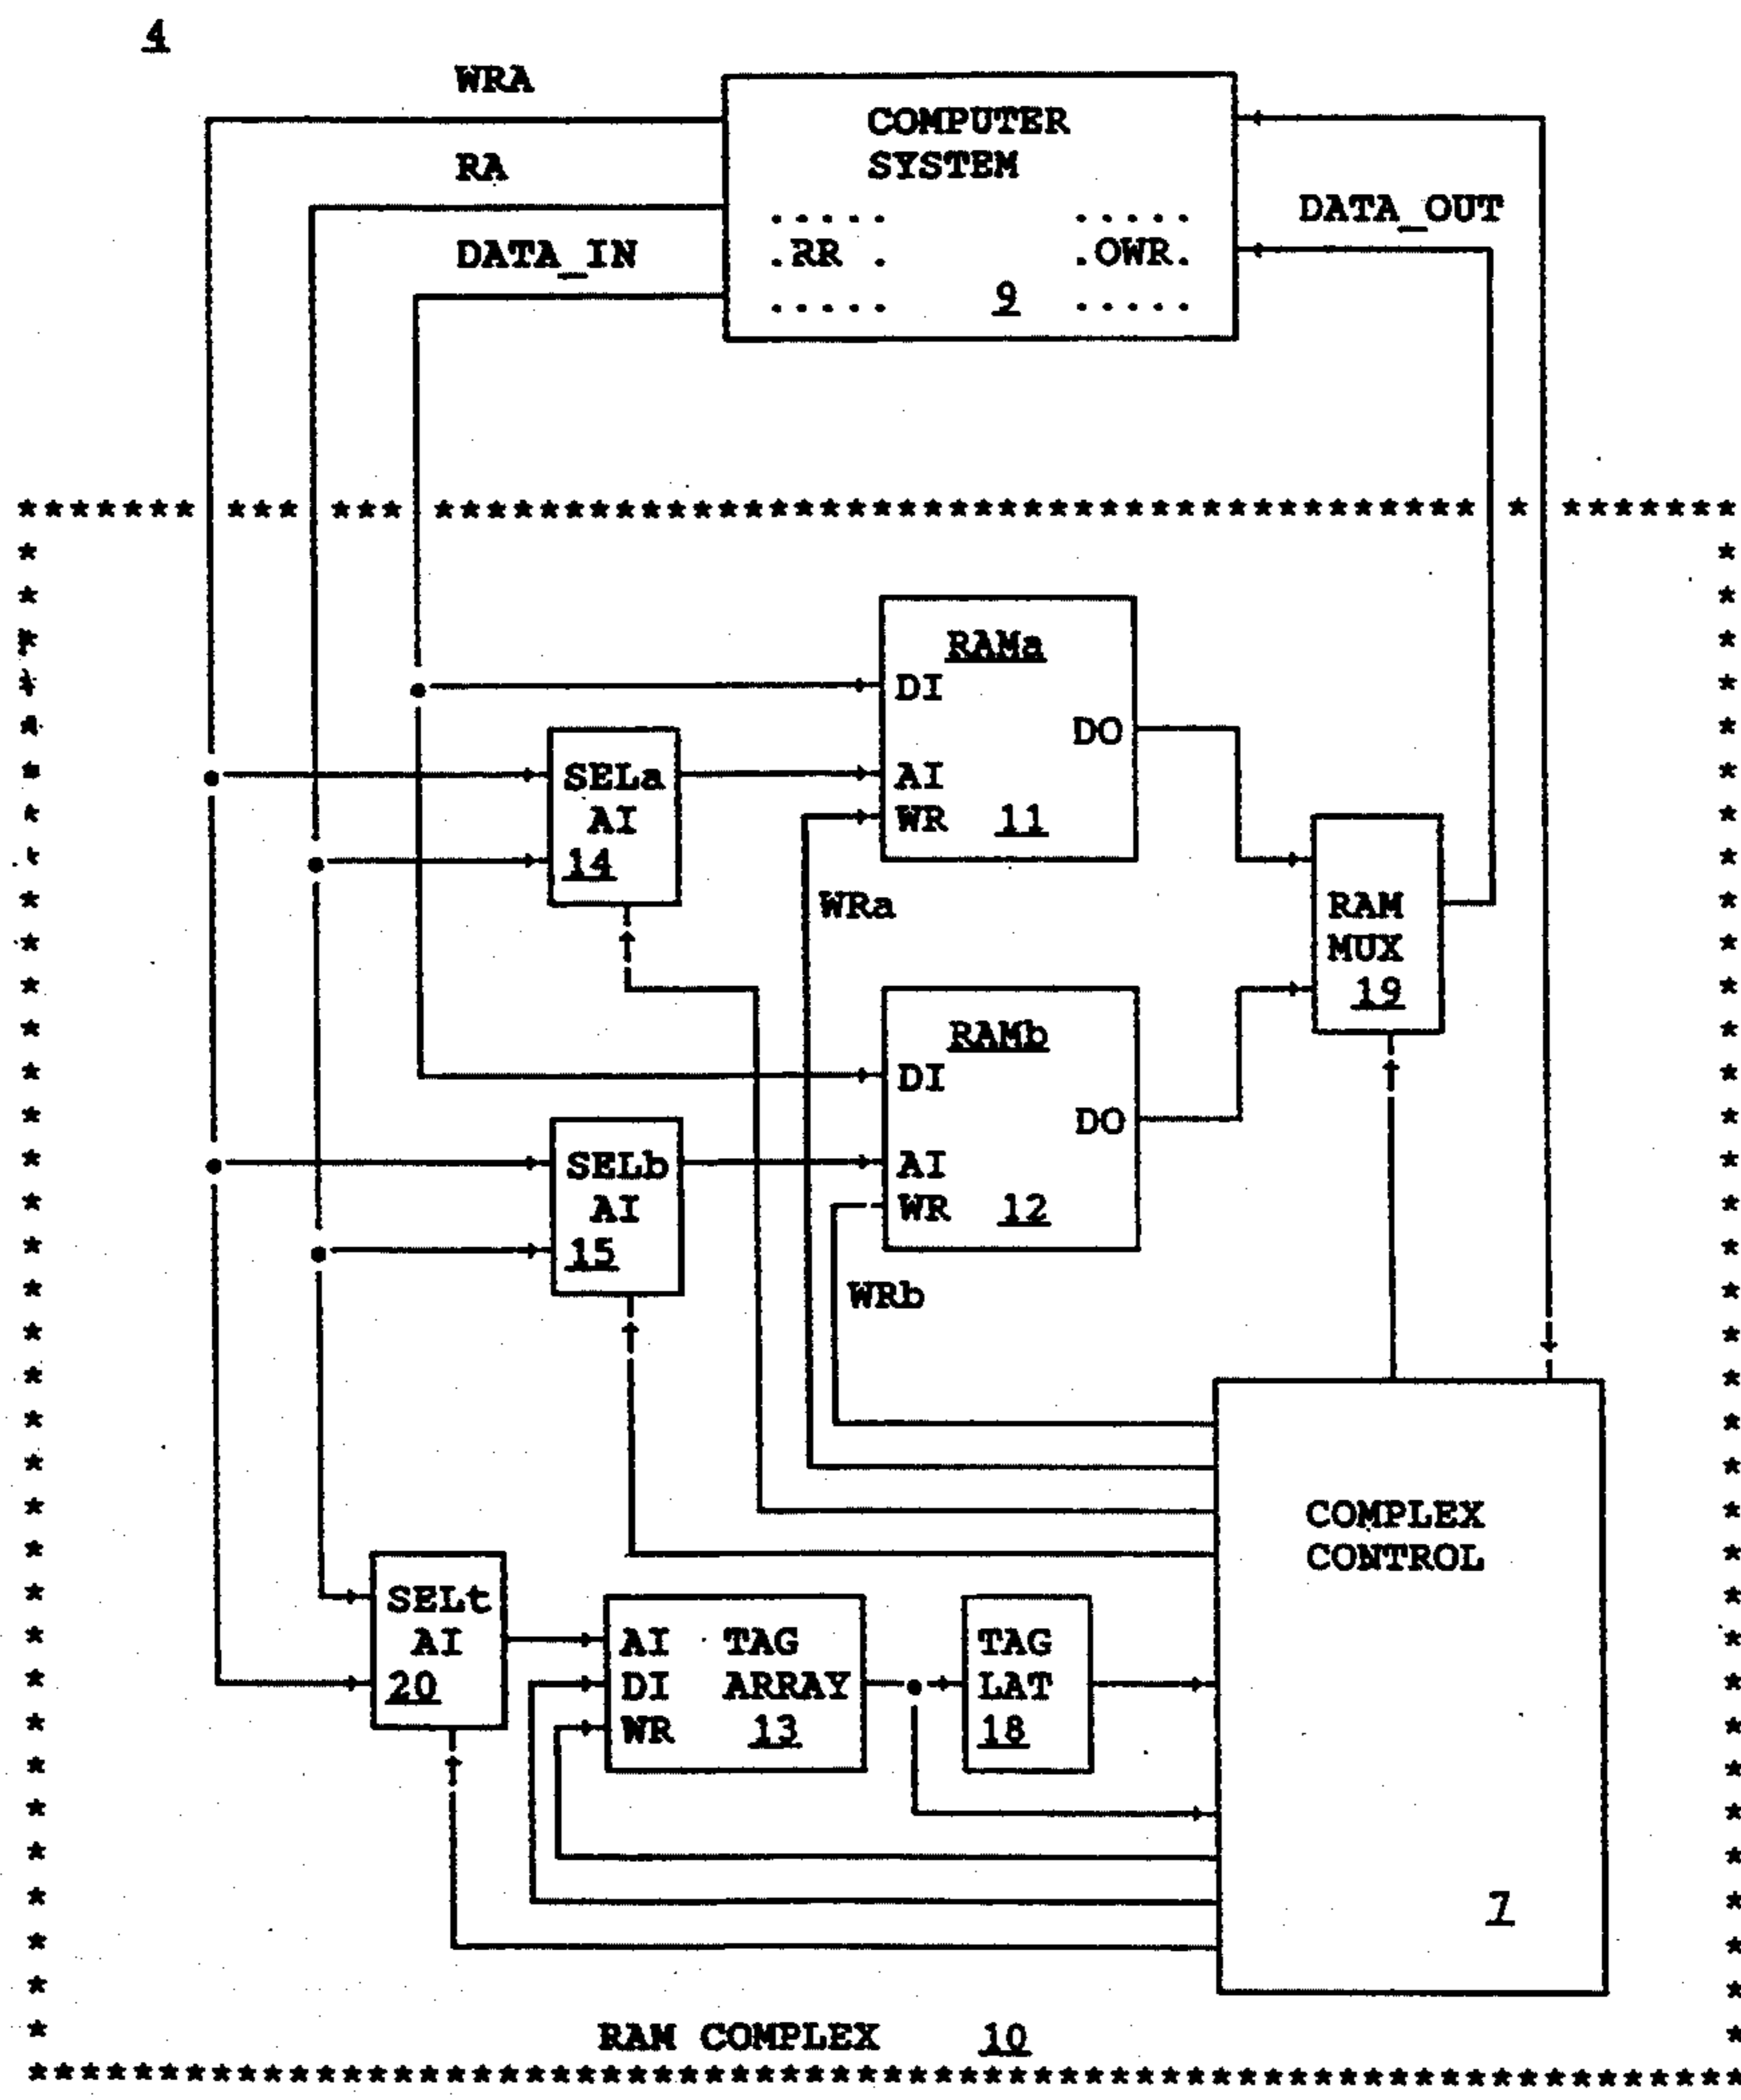 4
WRA
RA
DATA_IN
COMPUTER
SYSTEM
RR
OWR
9
DATA_OUT
RAMa
DI
DO
AI
WR
11
SELa
AI
14
WRa
RAM
MUX
19
RAMb
DI
DO
AI
WR
12
SELb
AI
15
WRb
COMPLEX
CONTROL
7
SELt
AI
20
AI TAG
DI ARRAY
WR 13
TAG
LAT
18
RAM COMPLEX 10